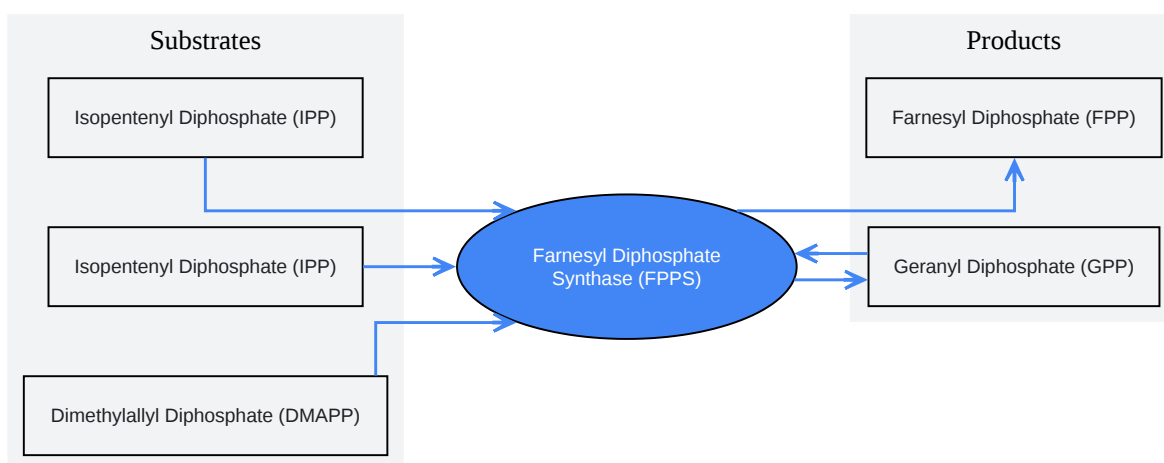 Substrates
Isopentenyl Diphosphate (IPP)
Isopentenyl Diphosphate (IPP)
Dimethylallyl Diphosphate (DMAPP)
Farnesyl Diphosphate
Synthase (FPPS)
Products
Farnesyl Diphosphate (FPP)
Geranyl Diphosphate (GPP)